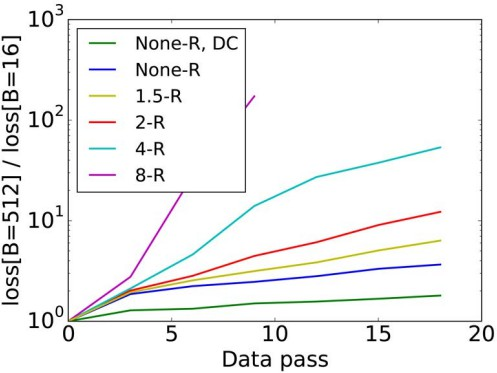 10³
None-R, DC
None-R
1.5-R
2-R
4-R
8-R
10²
10¹
10⁰
loss[B=512] / loss[B=16]
0 5 10 15 20
Data pass